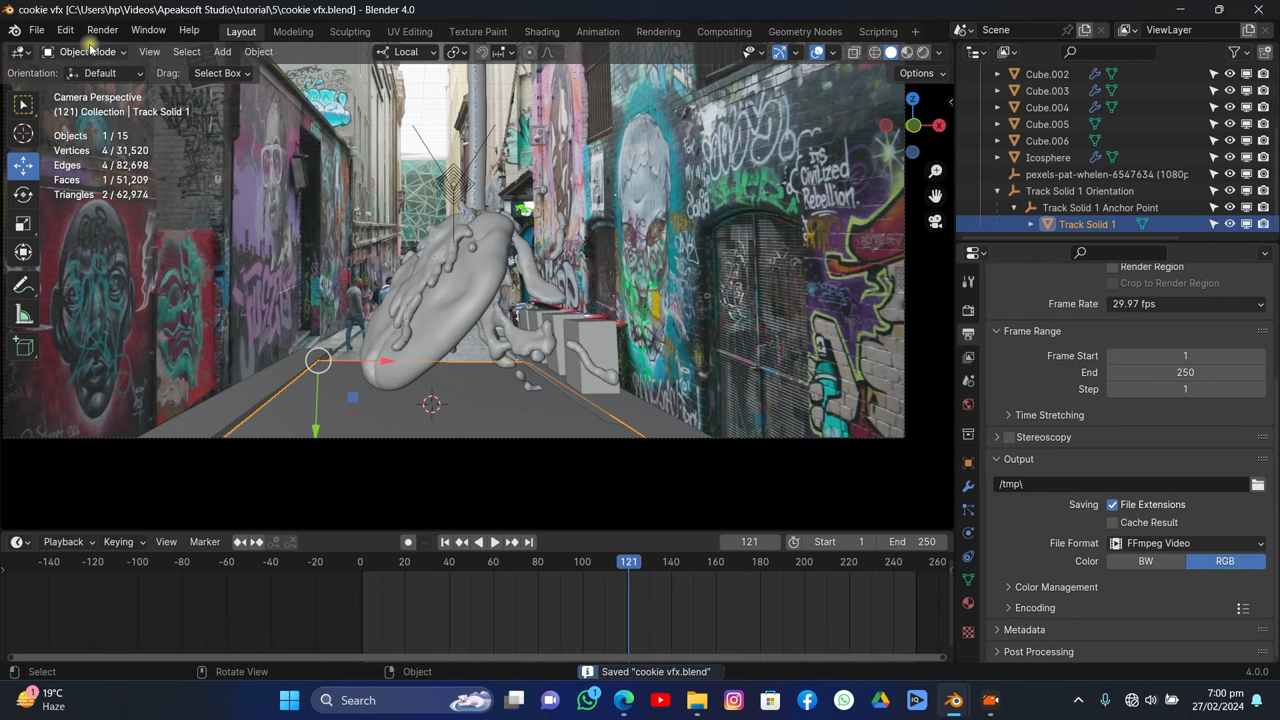 cookie vfx [C:\Users\hp\Videos\Apeaksoft Studio\tutorial\5\cookie vfx.blend] - Blender 4.0
File Edit Render Window Help Layout Modeling Sculpting UV Editing Texture Paint Shading Animation Rendering Compositing Geometry Nodes Scripting Scene ViewLayer
Object Mode View Select Add Object Local
Orientation: Default Drag: Select Box Options
Camera Perspective
(121) Collection | Track Solid 1
Objects 1 / 15
Vertices 4 / 31,520
Edges 4 / 82,698
Faces 1 / 51,209
Triangles 2 / 62,974
ITS
Civilized
Rebellion.
Z
X
Cube.002
Cube.003
Cube.004
Cube.005
Cube.006
Icosphere
pexels-pat-whelen-6547634 (1080p
Track Solid 1 Orientation
Track Solid 1 Anchor Point
Track Solid 1
Render Region
Crop to Render Region
Frame Rate 29.97 fps
Frame Range
Frame Start 1
End 250
Step 1
Time Stretching
Stereoscopy
Output
/tmp\
Saving File Extensions
Cache Result
File Format FFmpeg Video
Color BW RGB
Color Management
Encoding
Metadata
Post Processing
Playback Keying View Marker 121 Start 1 End 250
-140 -120 -100 -80 -60 -40 -20 0 20 40 60 80 100 121 140 160 180 200 220 240 260
Select Rotate View Object Saved "cookie vfx.blend" 4.0.0
1
19°C
Haze
Search
1
7:00 pm
27/02/2024